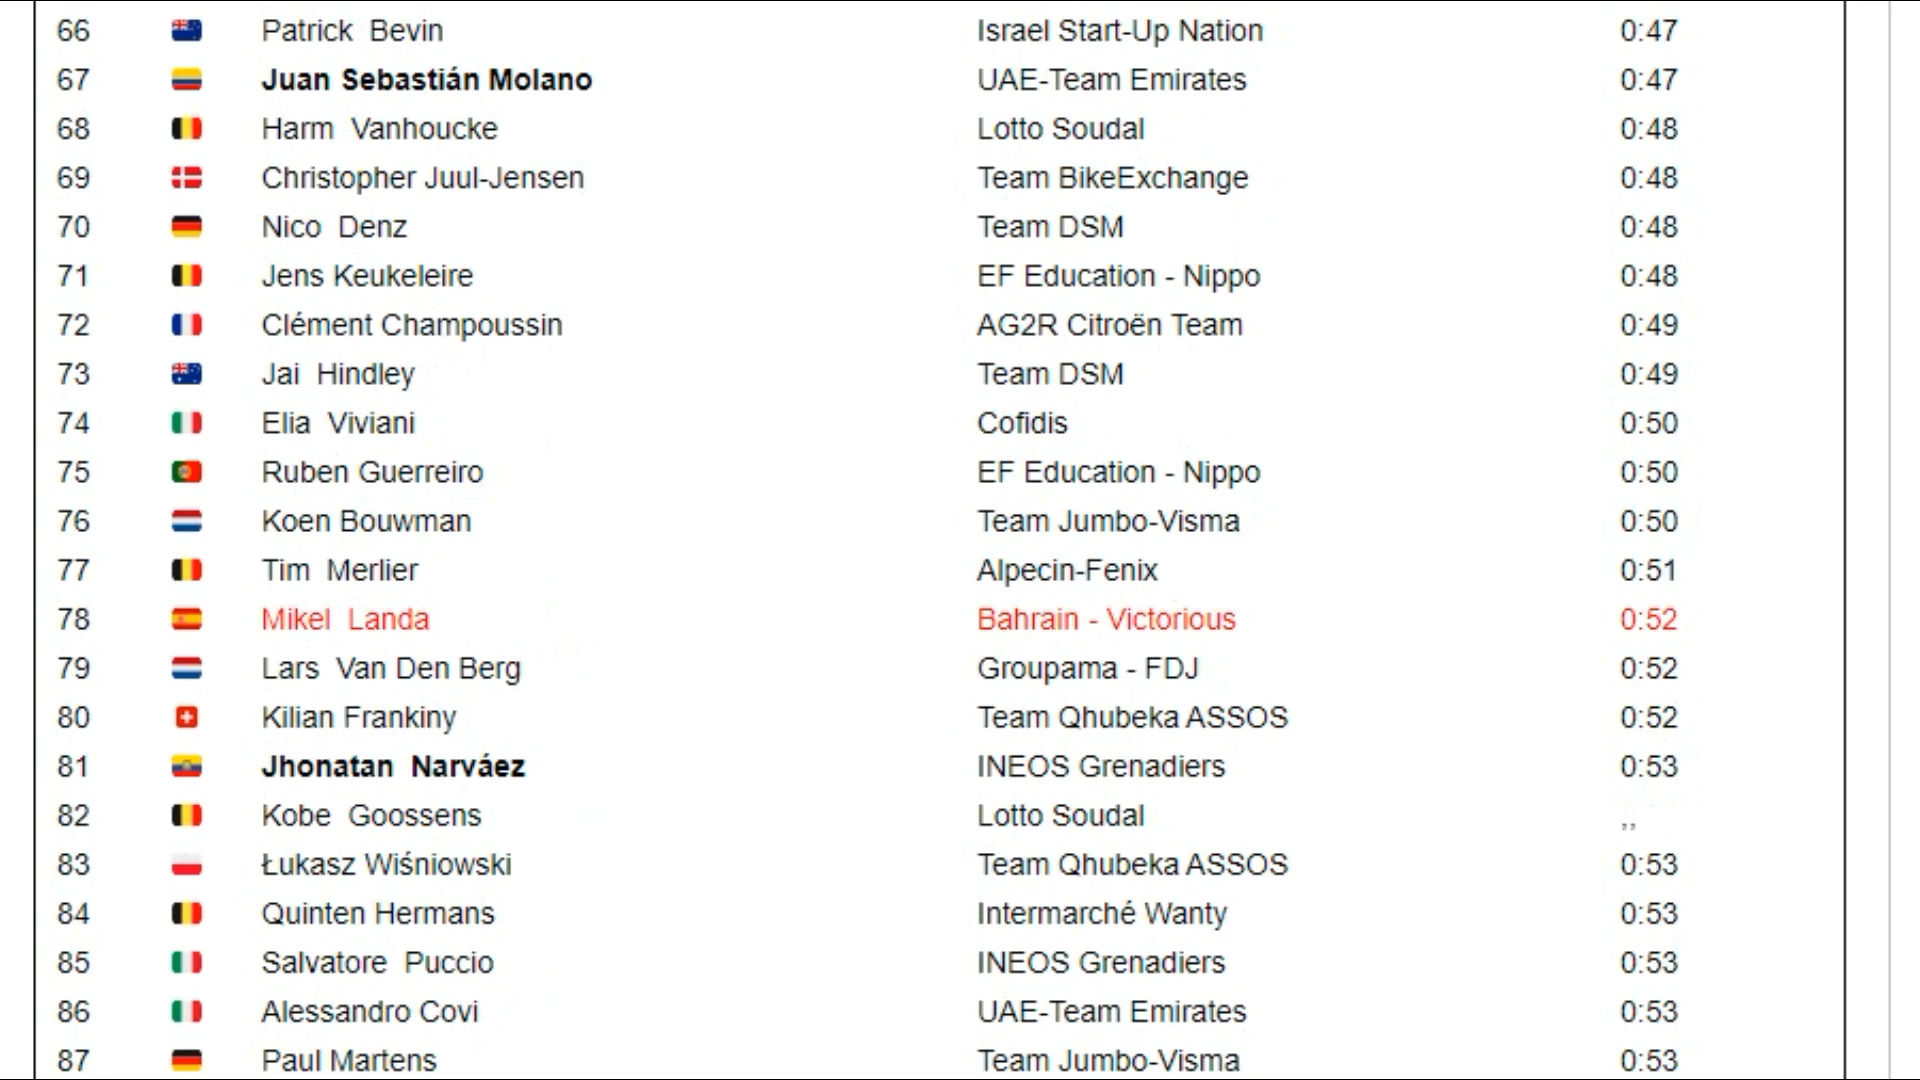 66 Patrick Bevin Israel Start-Up Nation 0:47
67 Juan Sebastián Molano UAE-Team Emirates 0:47
68 Harm Vanhoucke Lotto Soudal 0:48
69 Christopher Juul-Jensen Team BikeExchange 0:48
70 Nico Denz Team DSM 0:48
71 Jens Keukeleire EF Education - Nippo 0:48
72 Clément Champoussin AG2R Citroën Team 0:49
73 Jai Hindley Team DSM 0:49
74 Elia Viviani Cofidis 0:50
75 Ruben Guerreiro EF Education - Nippo 0:50
76 Koen Bouwman Team Jumbo-Visma 0:50
77 Tim Merlier Alpecin-Fenix 0:51
78 Mikel Landa Bahrain - Victorious 0:52
79 Lars Van Den Berg Groupama - FDJ 0:52
80 Kilian Frankiny Team Qhubeka ASSOS 0:52
81 Jhonatan Narváez INEOS Grenadiers 0:53
82 Kobe Goossens Lotto Soudal ,,
83 Łukasz Wiśniowski Team Qhubeka ASSOS 0:53
84 Quinten Hermans Intermarché Wanty 0:53
85 Salvatore Puccio INEOS Grenadiers 0:53
86 Alessandro Covi UAE-Team Emirates 0:53
87 Paul Martens Team Jumbo-Visma 0:53